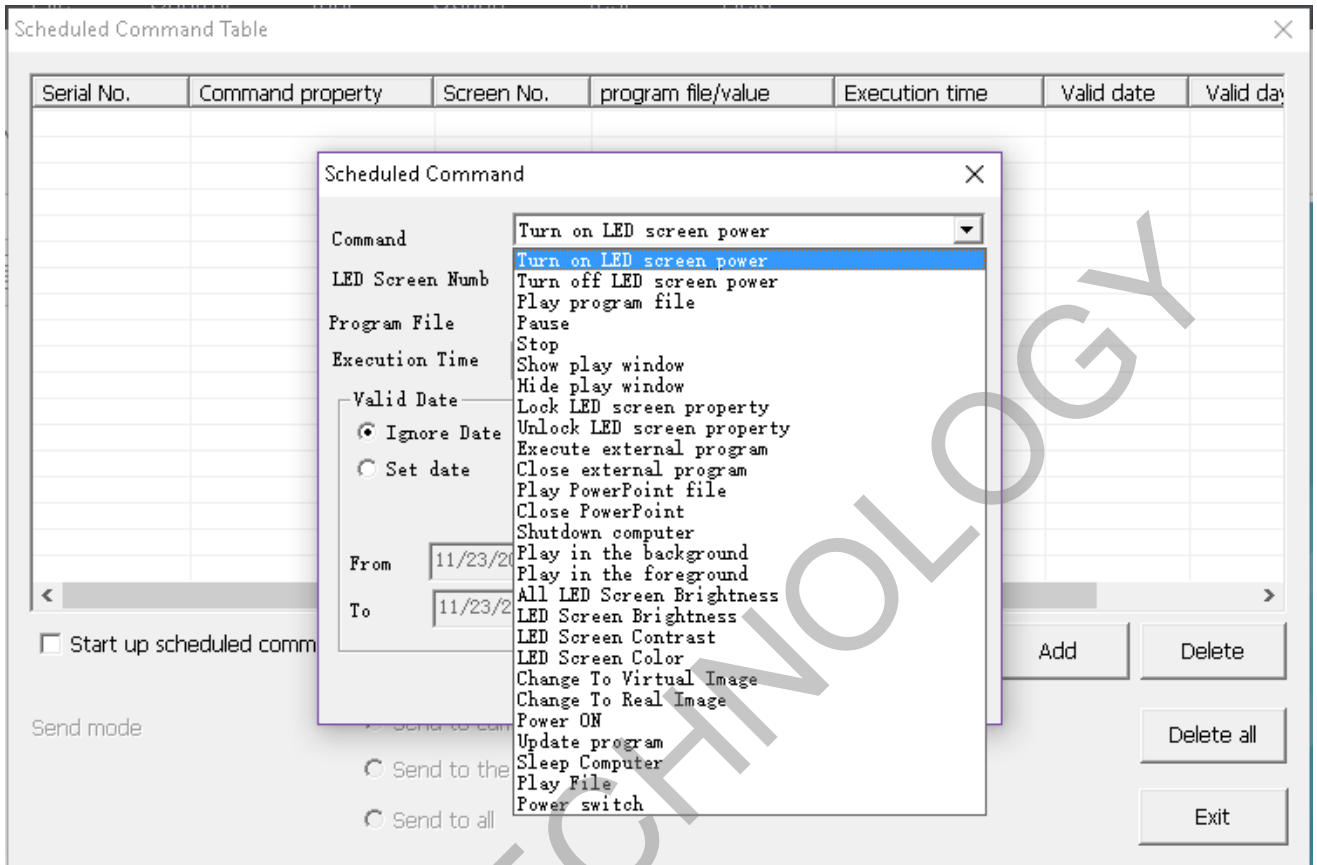 Scheduled Command Table
Serial No. Command property Screen No. program file/value Execution time Valid date Valid day
Scheduled Command
Command Turn on LED screen power
LED Screen Numb
Program File
Execution Time
Valid Date
Ignore Date
Set date
From 11/23/20
To 11/23/2
Turn on LED screen power
Turn off LED screen power
Play program file
Pause
Stop
Show play window
Hide play window
Lock LED screen property
Unlock LED screen property
Execute external program
Close external program
Play PowerPoint file
Close PowerPoint
Shutdown computer
Play in the background
Play in the foreground
All LED Screen Brightness
LED Screen Brightness
LED Screen Contrast
LED Screen Color
Change To Virtual Image
Change To Real Image
Power ON
Update program
Sleep Computer
Play File
Power switch
Start up scheduled comm
Add Delete
Send mode
Send to the
Send to all
Delete all
Exit
ECHNOLOGY